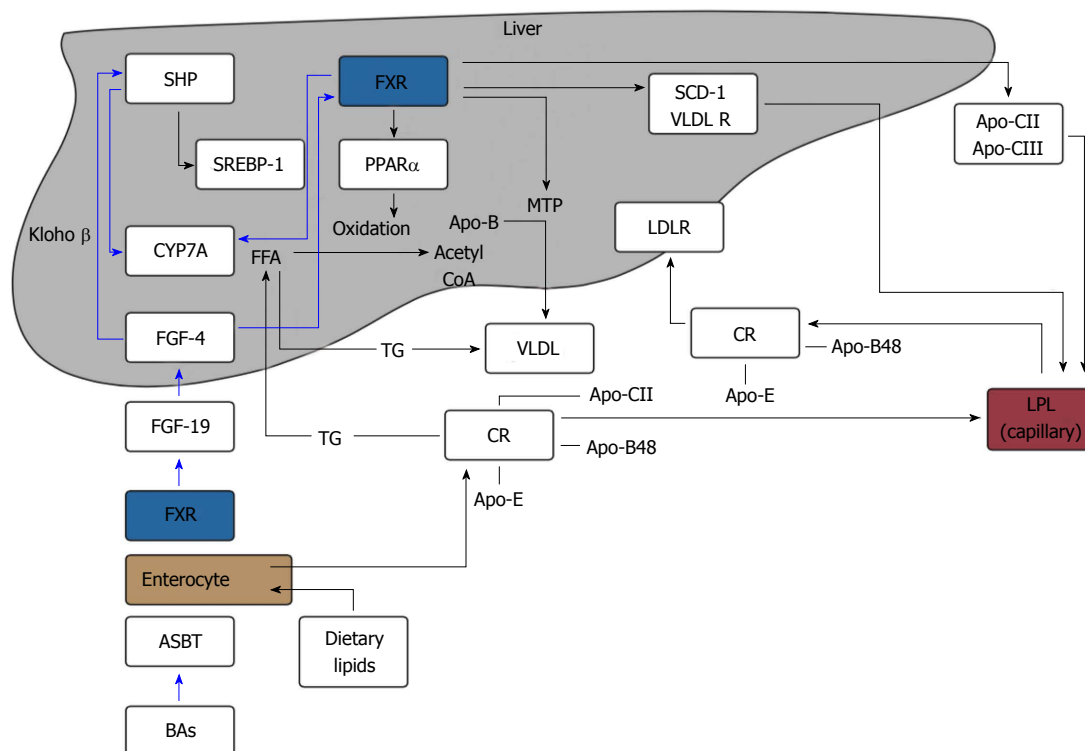 Liver
SHP
FXR
SCD-1
VLDL R
Apo-CII
Apo-CIII
SREBP-1
PPARα
MTP
Apo-B
LDLR
Oxidation
Kloho β
CYP7A
FFA
Acetyl
CoA
FGF-4
TG
VLDL
CR
Apo-B48
Apo-E
Apo-CII
LPL
(capillary)
FGF-19
TG
CR
Apo-B48
Apo-E
FXR
Enterocyte
ASBT
Dietary
lipids
BAs